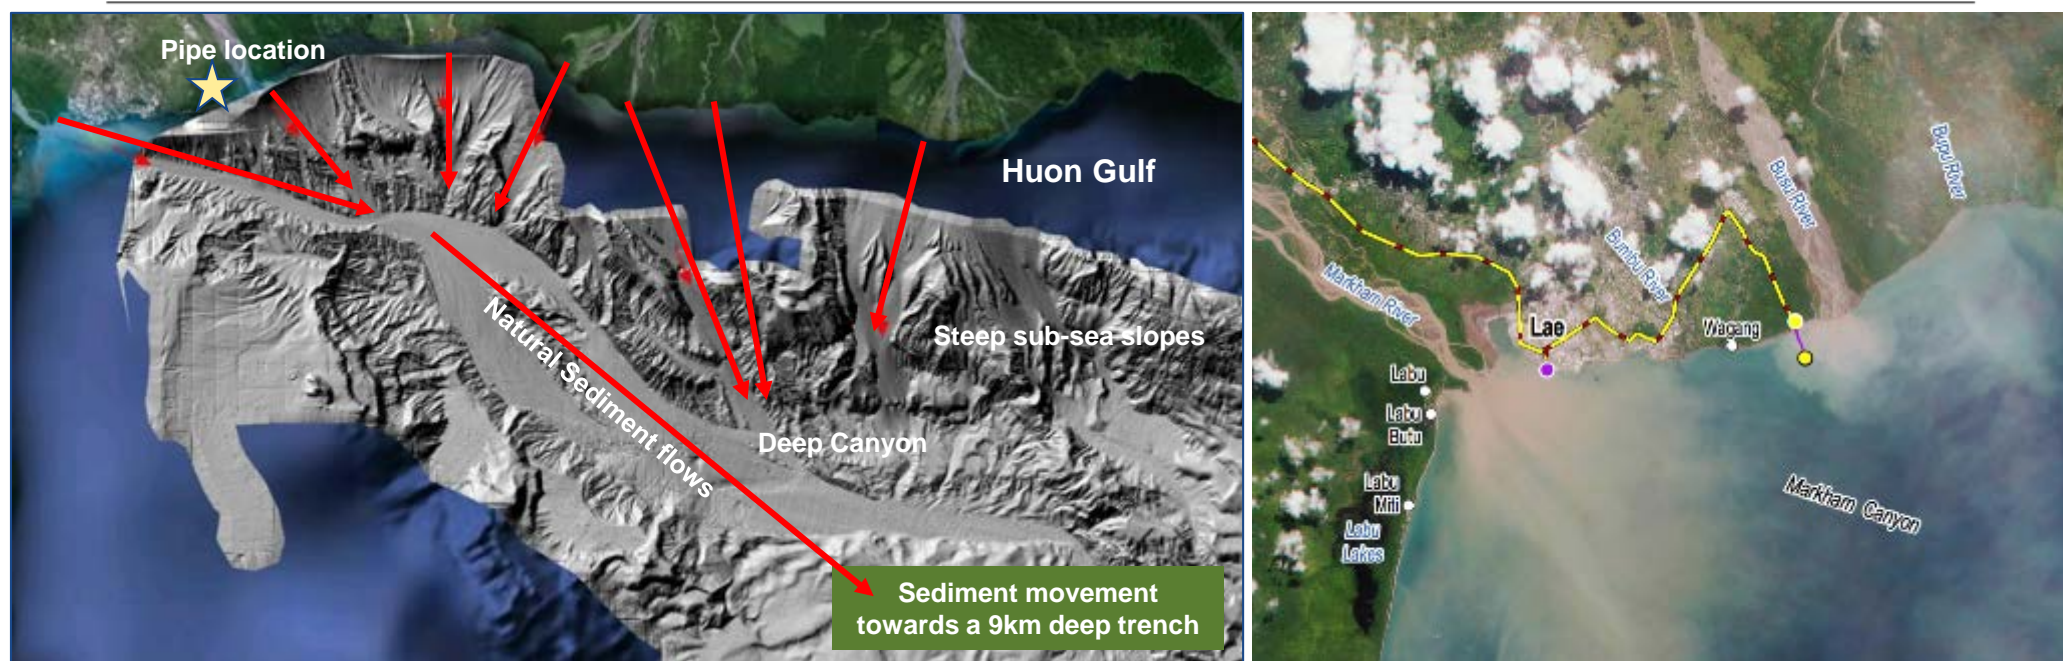 Pipe location
Huon Gulf
Steep sub-sea slopes
Natural Sediment flows
Deep Canyon
Sediment movement
towards a 9km deep trench
Bupu River
Busu River
Bumbu River
Markham River
Lae
Wagang
Labu
Labu
Butu
Labu
Miti
Labu
Lakes
Markham Canyon